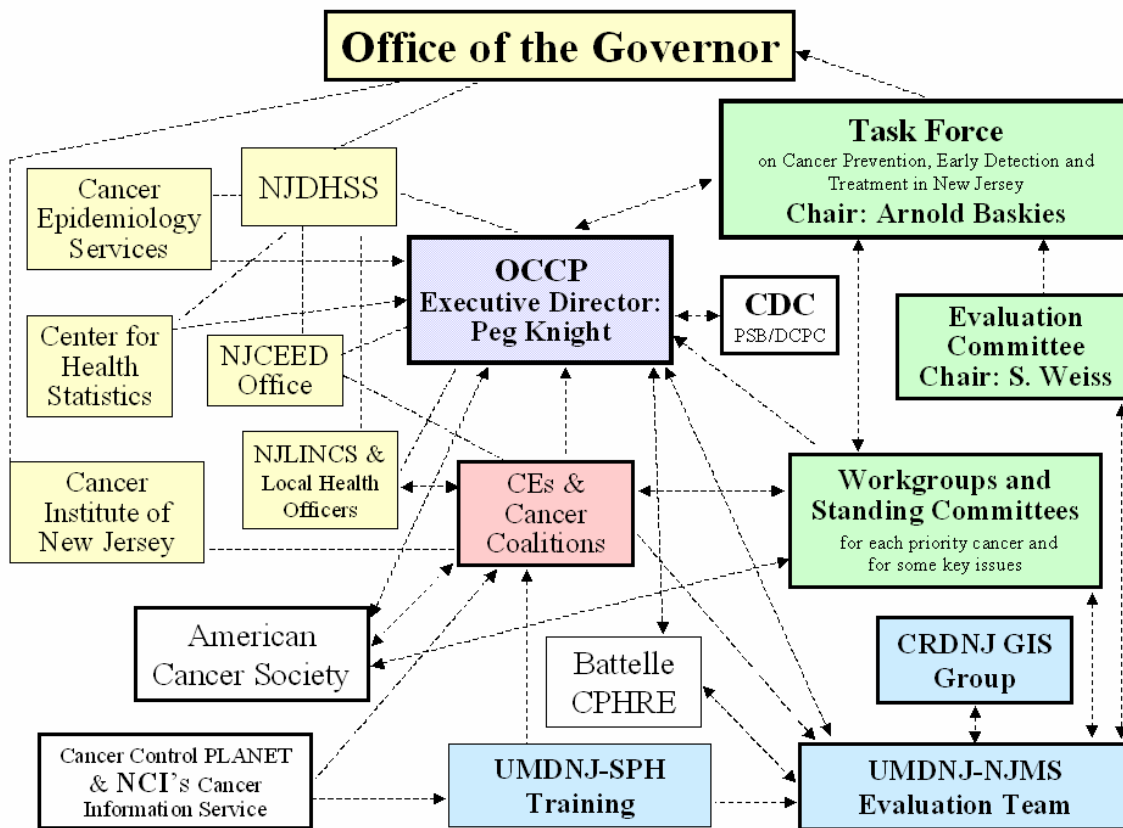 Office of the Governor
Task Force
on Cancer Prevention, Early Detection and
Treatment in New Jersey
Chair: Arnold Baskies
NJDHSS
Cancer
Epidemiology
Services
OCCP
Executive Director:
Peg Knight
CDC
PSB/DCPC
Evaluation
Committee
Chair: S. Weiss
Center for
Health
Statistics
NJCEED
Office
NJLINCS &
Local Health
Officers
CEs &
Cancer
Coalitions
Workgroups and
Standing Committees
for each priority cancer and
for some key issues
Cancer
Institute of
New Jersey
American
Cancer Society
Battelle
CPHRE
CRDNJ GIS
Group
Cancer Control PLANET
& NCI's Cancer
Information Service
UMDNJ-SPH
Training
UMDNJ-NJMS
Evaluation Team